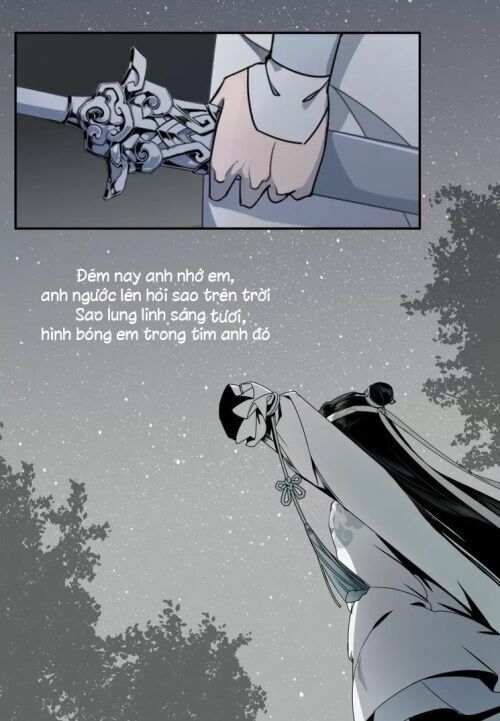 Đêm nay anh nhớ em,
anh ngước lên hỏi sao trên trời
Sao lung linh sáng tươi,
hình bóng em trong tim anh đó